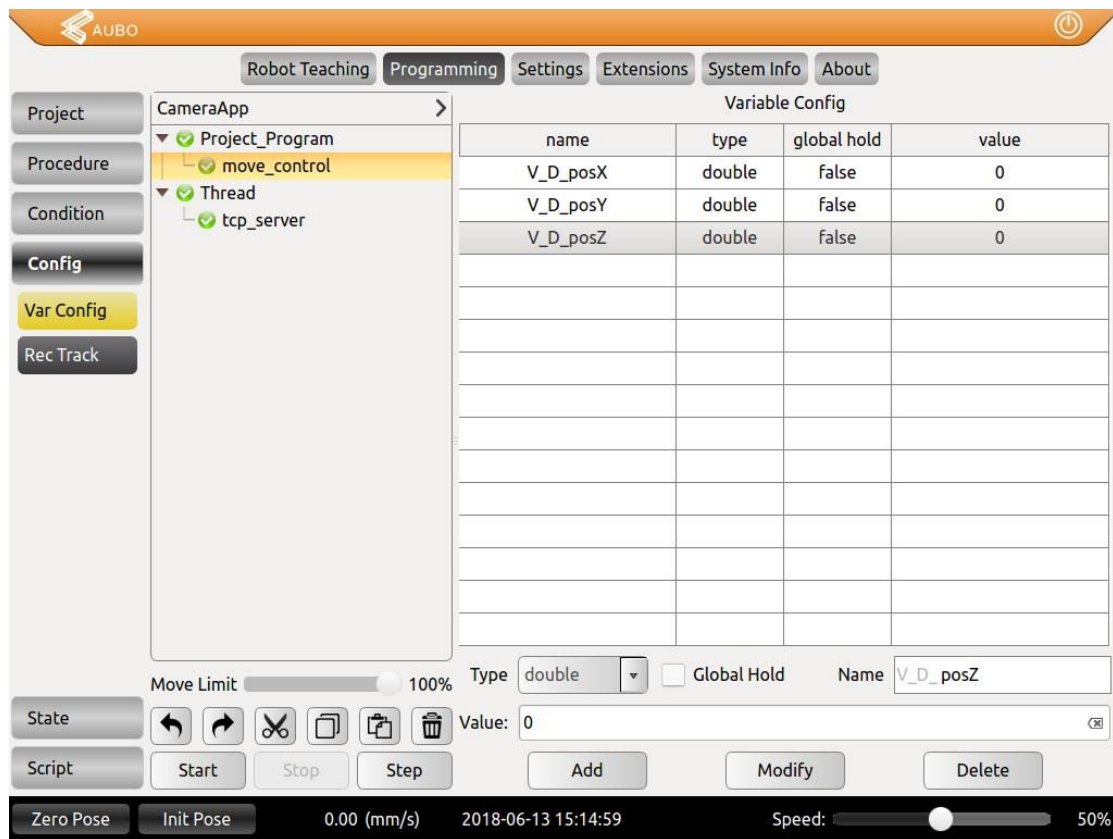 AUBO
Robot Teaching Programming Settings Extensions System Info About
Project
Procedure
Condition
Config
Var Config
Rec Track
State
Script
CameraApp
Project_Program
move_control
Thread
tcp_server
Move Limit 100%
Start Stop Step
Variable Config
name type global hold value
V_D_posX double false 0
V_D_posY double false 0
V_D_posZ double false 0
Type double Global Hold Name V_D_ posZ
Value: 0
Add Modify Delete
Zero Pose Init Pose 0.00 (mm/s) 2018-06-13 15:14:59 Speed: 50%